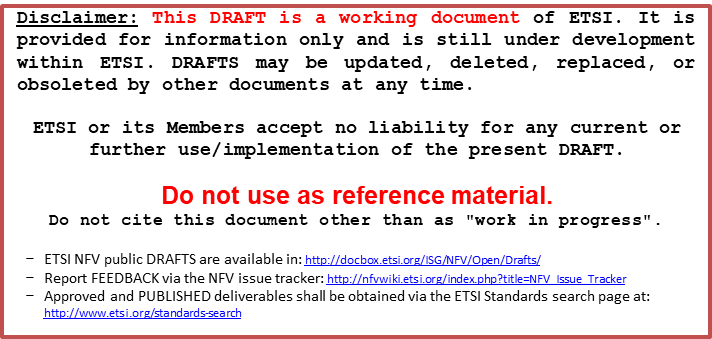 Disclaimer: This DRAFT is a working document of ETSI. It is
provided for information only and is still under development
within ETSI. DRAFTS may be updated, deleted, replaced, or
obsoleted by other documents at any time.
ETSI or its Members accept no liability for any current or
further use/implementation of the present DRAFT.
Do not use as reference material.
Do not cite this document other than as "work in progress".
− ETSI NFV public DRAFTS are available in: http://docbox.etsi.org/ISG/NFV/Open/Drafts/
− Report FEEDBACK via the NFV issue tracker: http://nfvwiki.etsi.org/index.php?title=NFV_Issue_Tracker
− Approved and PUBLISHED deliverables shall be obtained via the ETSI Standards search page at:
http://www.etsi.org/standards-search